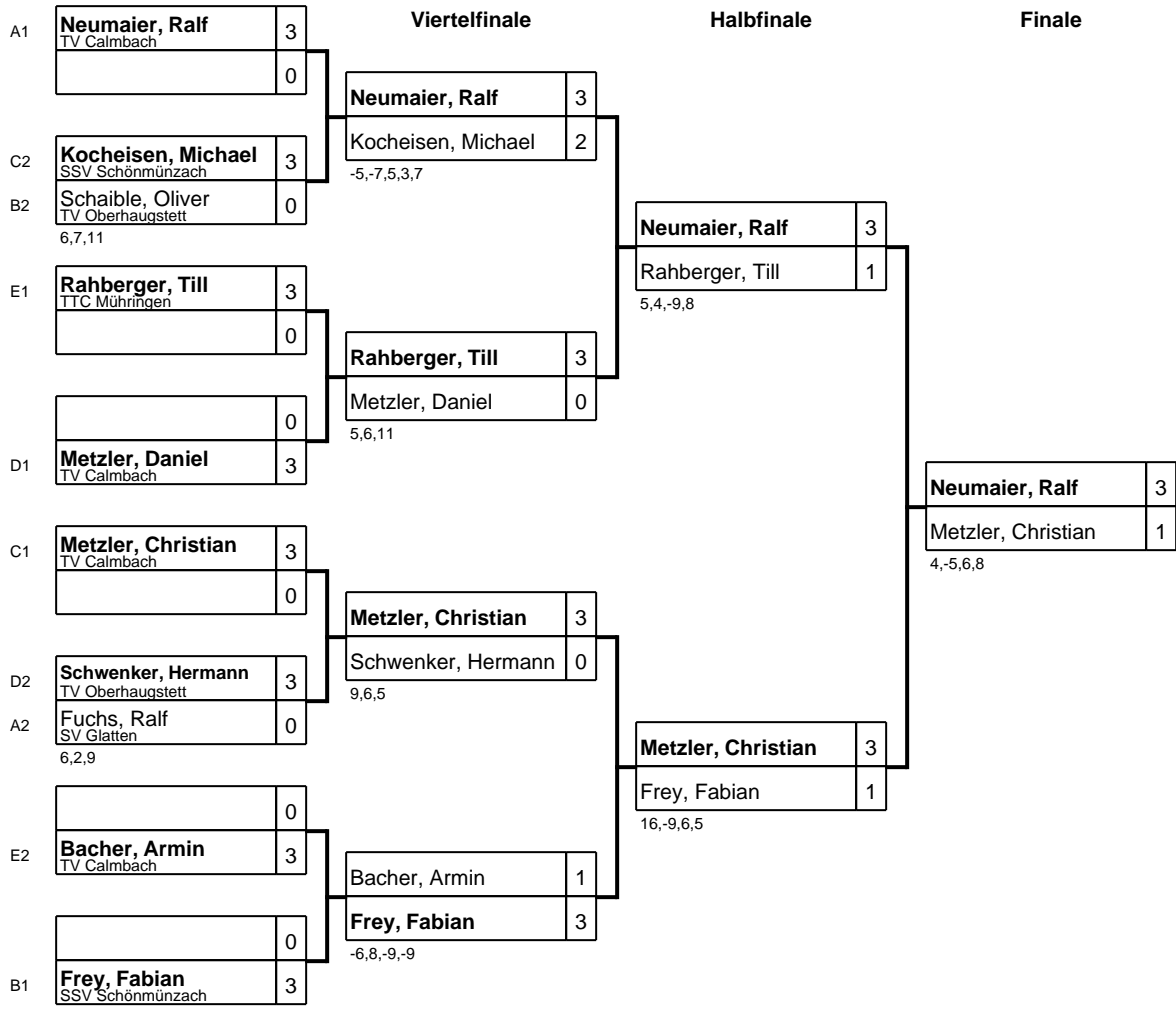 Viertelfinale
Halbfinale
Finale
A1
Neumaier, Ralf 3
TV Calmbach
0
C2
Kocheisen, Michael 3
SSV Schönmünzach
B2
Schaible, Oliver 0
TV Oberhaugstett
6,7,11
E1
Rahberger, Till 3
TTC Mühringen
0
0
D1
Metzler, Daniel 3
TV Calmbach
C1
Metzler, Christian 3
TV Calmbach
0
D2
Schwenker, Hermann 3
TV Oberhaugstett
A2
Fuchs, Ralf 0
SV Glatten
6,2,9
0
E2
Bacher, Armin 3
TV Calmbach
0
B1
Frey, Fabian 3
SSV Schönmünzach
Neumaier, Ralf 3
Kocheisen, Michael 2
-5,-7,5,3,7
Rahberger, Till 3
Metzler, Daniel 0
5,6,11
Metzler, Christian 3
Schwenker, Hermann 0
9,6,5
Bacher, Armin 1
Frey, Fabian 3
-6,8,-9,-9
Neumaier, Ralf 3
Rahberger, Till 1
5,4,-9,8
Metzler, Christian 3
Frey, Fabian 1
16,-9,6,5
Neumaier, Ralf 3
Metzler, Christian 1
4,-5,6,8